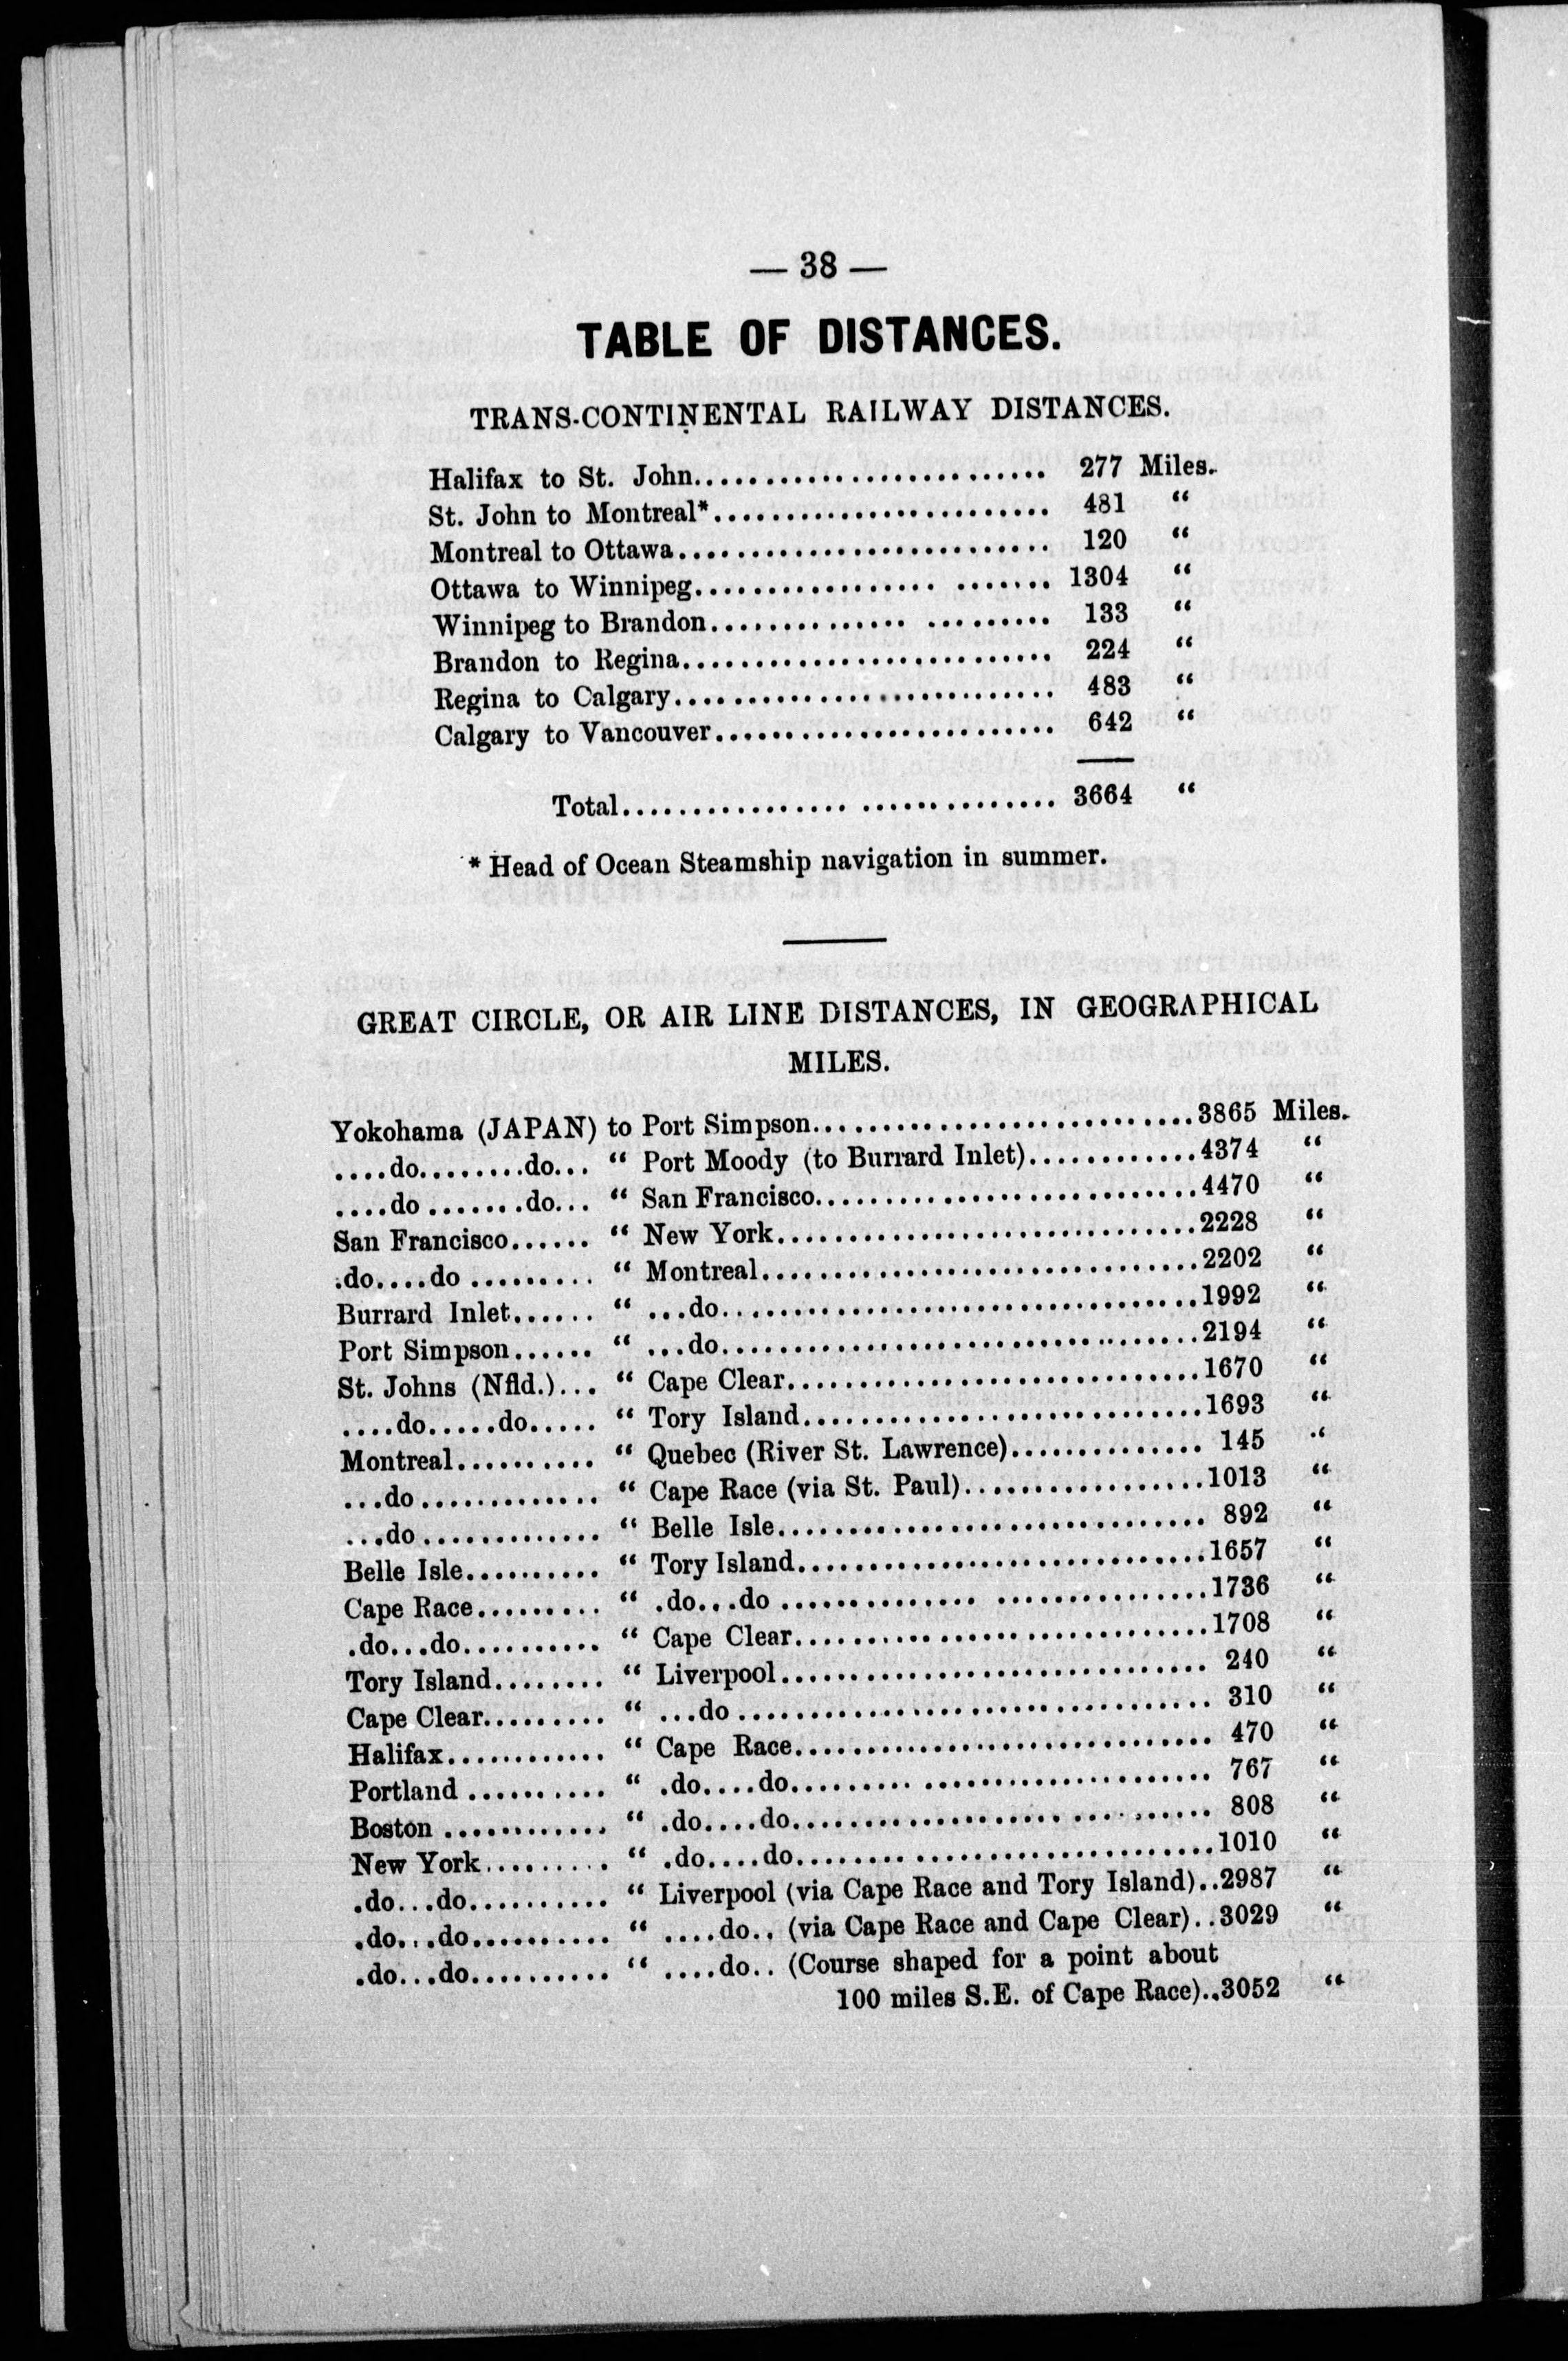 — 38 —
TABLE OF DISTANCES.
TRANS-CONTINENTAL RAILWAY DISTANCES.
Halifax to St. John........................... 277 Miles.
St. John to Montreal*......................... 481 “
Montreal to Ottawa........................... 120 “
Ottawa to Winnipeg................. ....... 1304 “
Winnipeg to Brandon.............. ......... 133 “
Brandon to Regina........................... 224 “
Regina to Calgary............................ 483 “
Calgary to Vancouver......................... 642 “
Total................ .............. 3664 “
* Head of Ocean Steamship navigation in summer.
GREAT CIRCLE, OR AIR LINE DISTANCES, IN GEOGRAPHICAL
MILES.
Yokohama (JAPAN) to Port Simpson...........................3865 Miles.
....do........do... “ Port Moody (to Burrard Inlet)............4374 “
....do .......do... “ San Francisco...........................4470 “
San Francisco...... “ New York..............................2228 “
.do....do ......... “ Montreal...............................2202 “
Burrard Inlet...... “ ...do..................................1992 “
Port Simpson...... “ ...do..................................2194 “
St. Johns (Nfld.)... “ Cape Clear.............................1670 “
....do.....do..... “ Tory Island............................1693 “
Montreal.......... “ Quebec (River St. Lawrence).............. 145 “
...do ............. “ Cape Race (via St. Paul).................1013 “
...do ............. “ Belle Isle.............................. 892 “
Belle Isle.......... “ Tory Island.............................1657 “
Cape Race......... “ .do...do .............. ...............1736 “
.do...do.......... “ Cape Clear.............................1708 “
Tory Island........ “ Liverpool.............................. 240 “
Cape Clear......... “ ...do ................................. 310 “
Halifax............ “ Cape Race............................. 470 “
Portland .......... “ .do....do......... .................... 767 “
Boston ............ “ .do....do................... .... ...... 808 “
New York......... “ .do....do........ .....................1010 “
.do...do.......... “ Liverpool (via Cape Race and Tory Island)..2987 “
.do...do.......... “ ....do.. (via Cape Race and Cape Clear)..3029 “
.do...do.......... “ ....do.. (Course shaped for a point about
100 miles S.E. of Cape Race)..3052 “